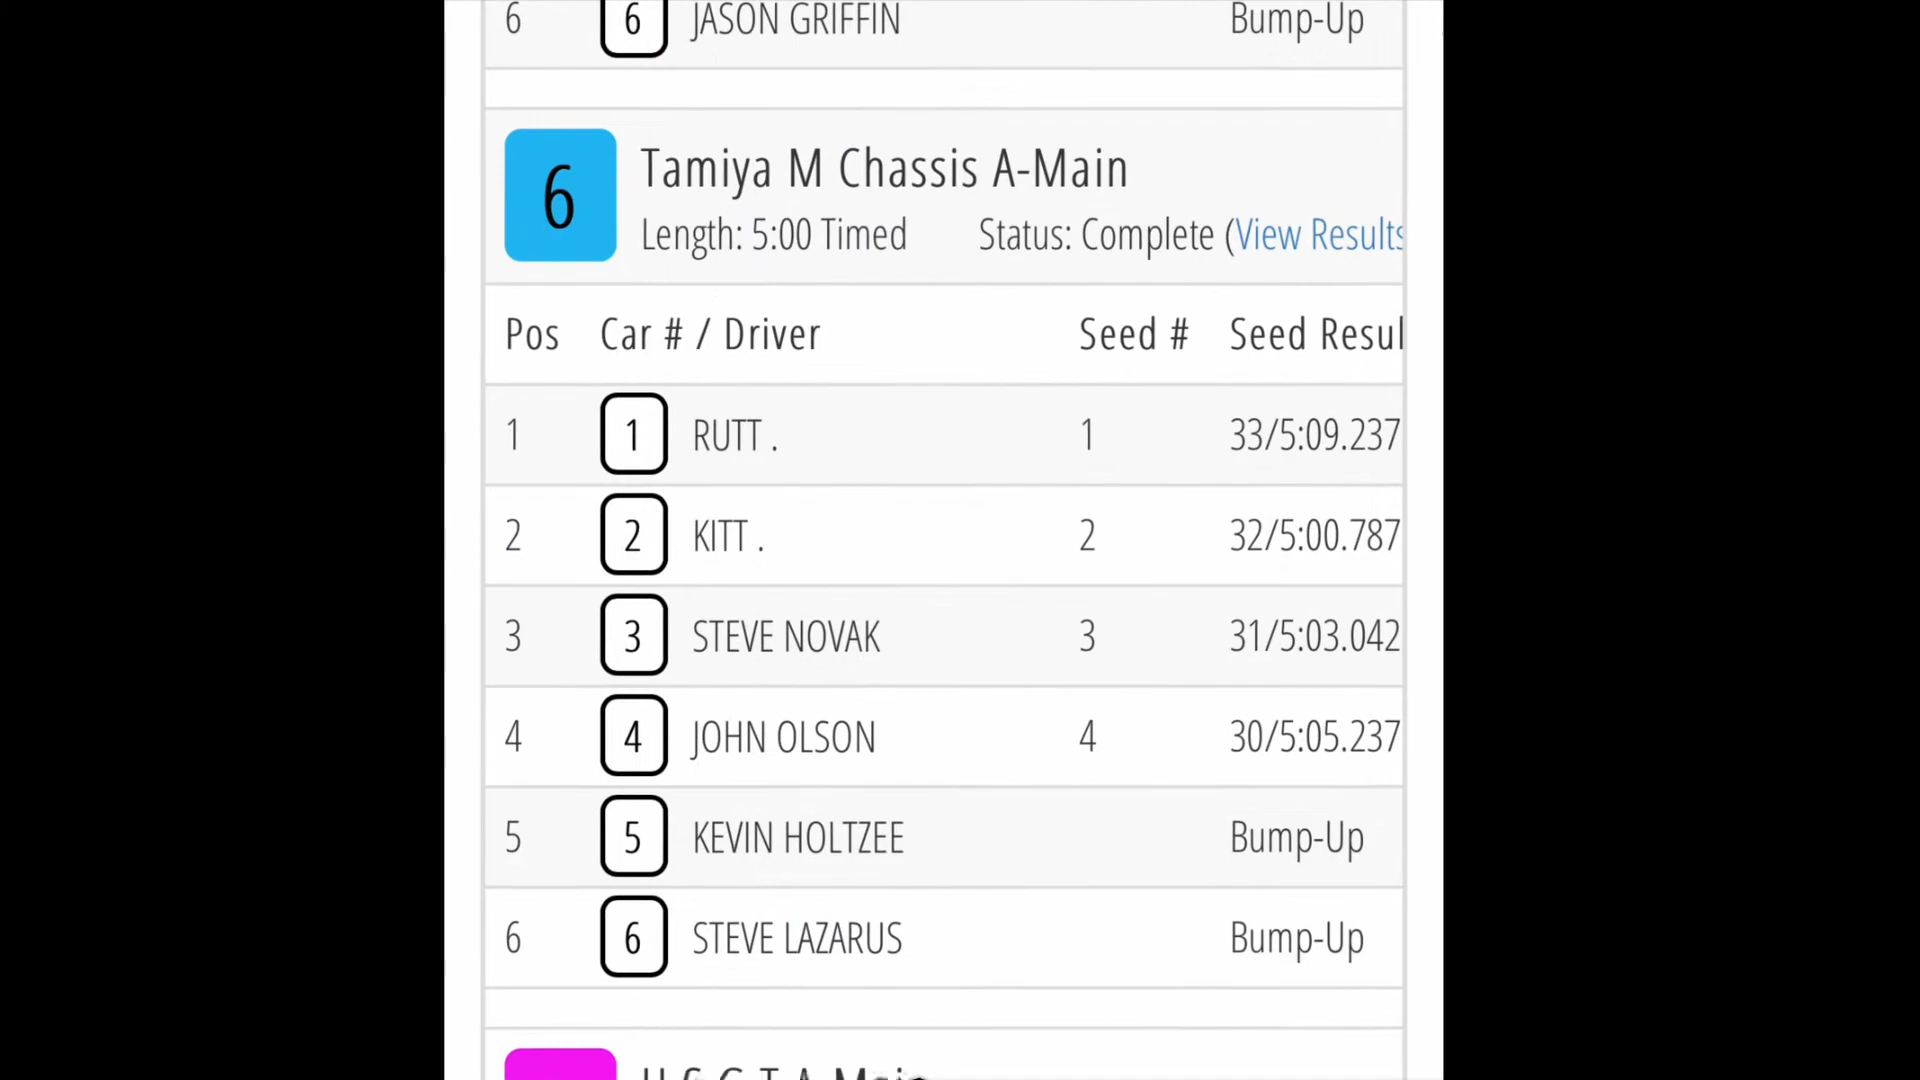 6 6 JASON GRIFFIN Bump-Up
6 Tamiya M Chassis A-Main
Length: 5:00 Timed Status: Complete (View Results
Pos Car # / Driver Seed # Seed Resul
1 1 RUTT . 1 33/5:09.237
2 2 KITT . 2 32/5:00.787
3 3 STEVE NOVAK 3 31/5:03.042
4 4 JOHN OLSON 4 30/5:05.237
5 5 KEVIN HOLTZEE Bump-Up
6 6 STEVE LAZARUS Bump-Up
A-Main